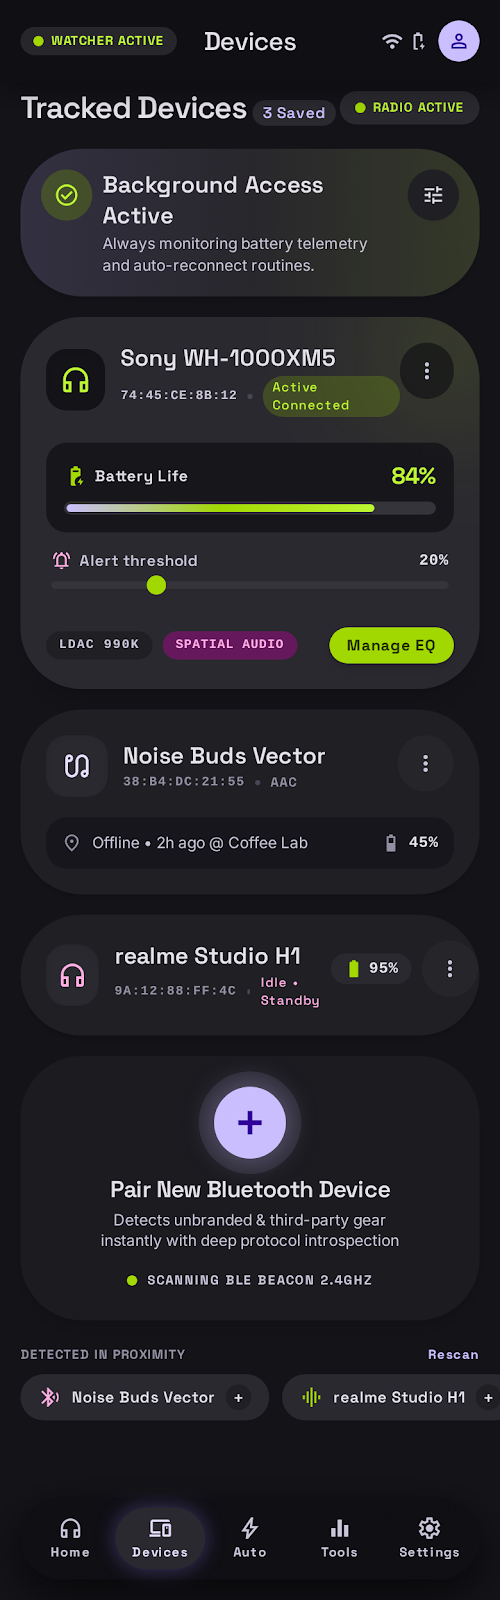 WATCHER ACTIVE
Devices
Tracked Devices
3 Saved
RADIO ACTIVE
Background Access
Active
Always monitoring battery telemetry
and auto-reconnect routines.
Sony WH-1000XM5
74:45:CE:8B:12
Active
Connected
Battery Life
84%
Alert threshold
20%
LDAC 990K
SPATIAL AUDIO
Manage EQ
Noise Buds Vector
38:B4:DC:21:55 • AAC
Offline • 2h ago @ Coffee Lab
45%
realme Studio H1
9A:12:88:FF:4C
Idle •
Standby
95%
Pair New Bluetooth Device
Detects unbranded & third-party gear
instantly with deep protocol introspection
SCANNING BLE BEACON 2.4GHZ
DETECTED IN PROXIMITY
Rescan
Noise Buds Vector +
realme Studio H1 +
Home
Devices
Auto
Tools
Settings